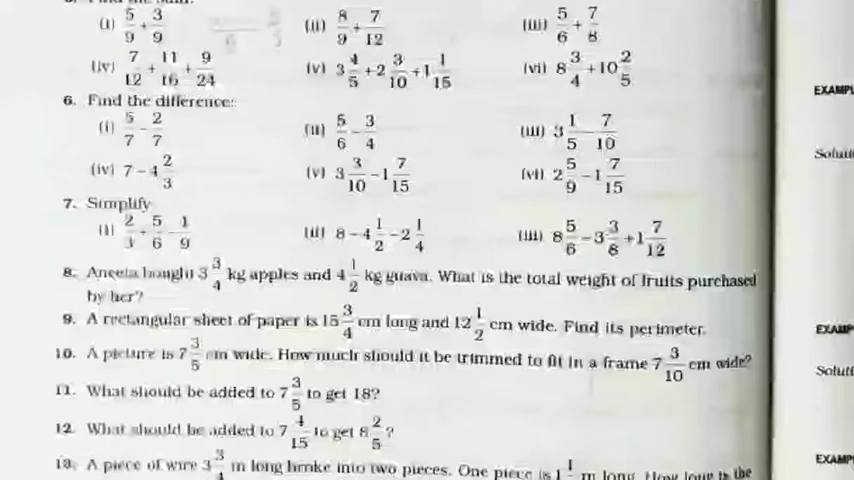 (i) 5/9 + 3/9 (ii) 8/9 + 7/12 (iii) 5/6 + 7/8
(iv) 7/12 + 11/16 + 9/24 (v) 3 4/5 + 2 3/10 + 1 1/15 (vi) 8 3/4 + 10 2/5
6. Find the difference:
(i) 5/7 − 2/7 (ii) 5/6 − 3/4 (iii) 3 1/5 − 7/10
(iv) 7 − 4 2/3 (v) 3 3/10 − 1 7/15 (vi) 2 5/9 − 1 7/15
7. Simplify
(i) 2/3 + 5/6 − 1/9 (ii) 8 − 4 1/2 − 2 1/4 (iii) 8 5/6 − 3 3/8 + 1 7/12
8. Aneeta bought 3 3/4 kg apples and 4 1/2 kg guava. What is the total weight of fruits purchased
by her?
9. A rectangular sheet of paper is 15 3/4 cm long and 12 1/2 cm wide. Find its perimeter.
10. A picture is 7 3/5 cm wide. How much should it be trimmed to fit in a frame 7 3/10 cm wide?
11. What should be added to 7 3/5 to get 18?
12. What should be added to 7 4/15 to get 8 2/5?
13. A piece of wire 3 3/4 m long broke into two pieces. One piece is 1 m long. How long is the
EXAMPL
Soluti
EXAMP
Soluti
EXAMP